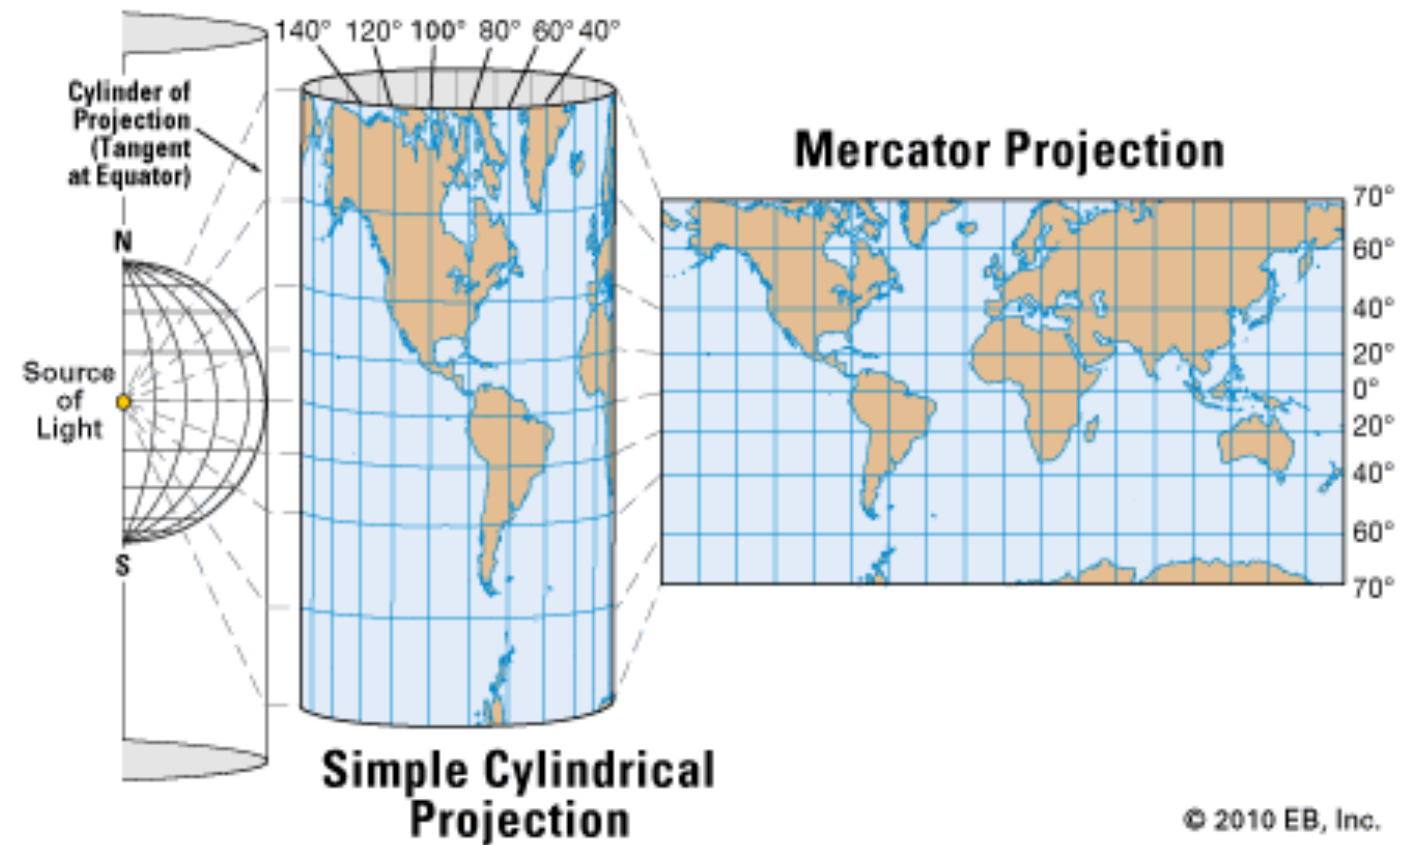 140° 120° 100° 80° 60° 40°
Cylinder of
Projection
(Tangent
at Equator)
N
Source
of
Light
S
Simple Cylindrical
Projection
Mercator Projection
70°
60°
40°
20°
0°
20°
40°
60°
70°
© 2010 EB, Inc.